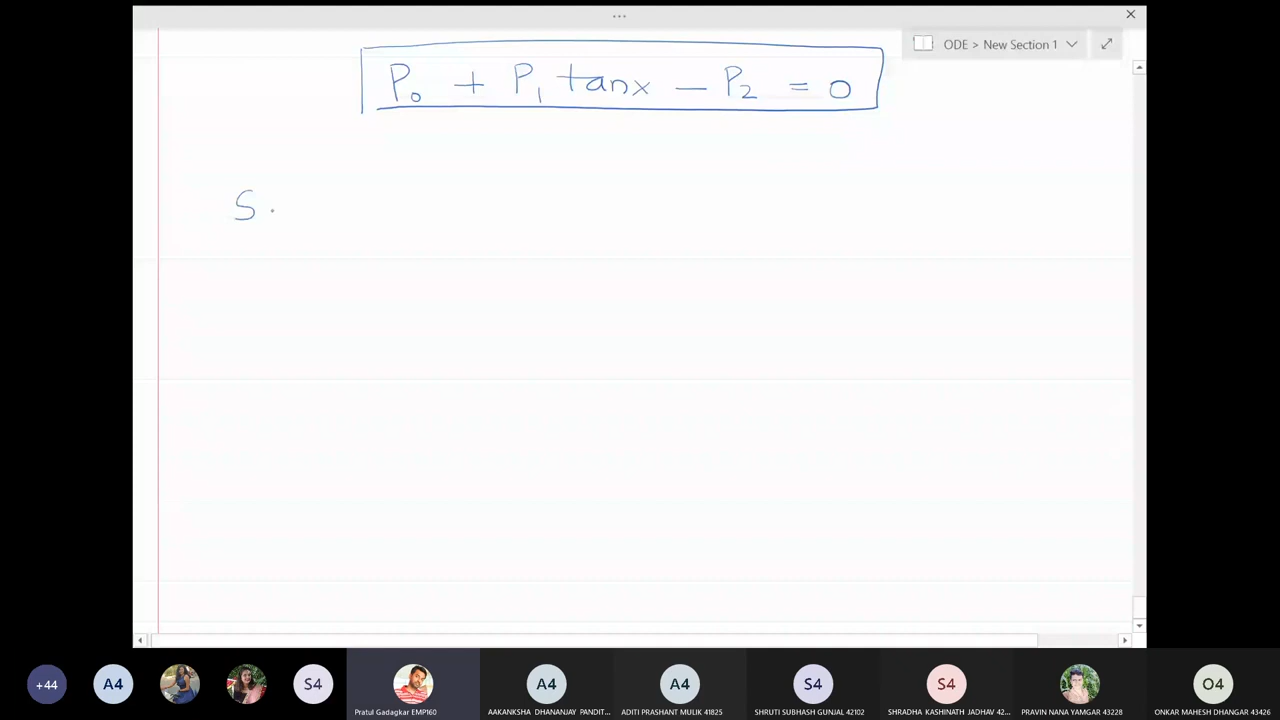 ODE > New Section 1
P₀ + P₁ tanx − P₂ = 0
S .
+44
A4
S4
A4
A4
S4
S4
O4
Pratul Gadagkar EMP160
AAKANKSHA DHANANJAY PANDIT...
ADITI PRASHANT MULIK 41825
SHRUTI SUBHASH GUNJAL 42102
SHRADHA KASHINATH JADHAV 42...
PRAVIN NANA YAMGAR 43228
ONKAR MAHESH DHANGAR 43426